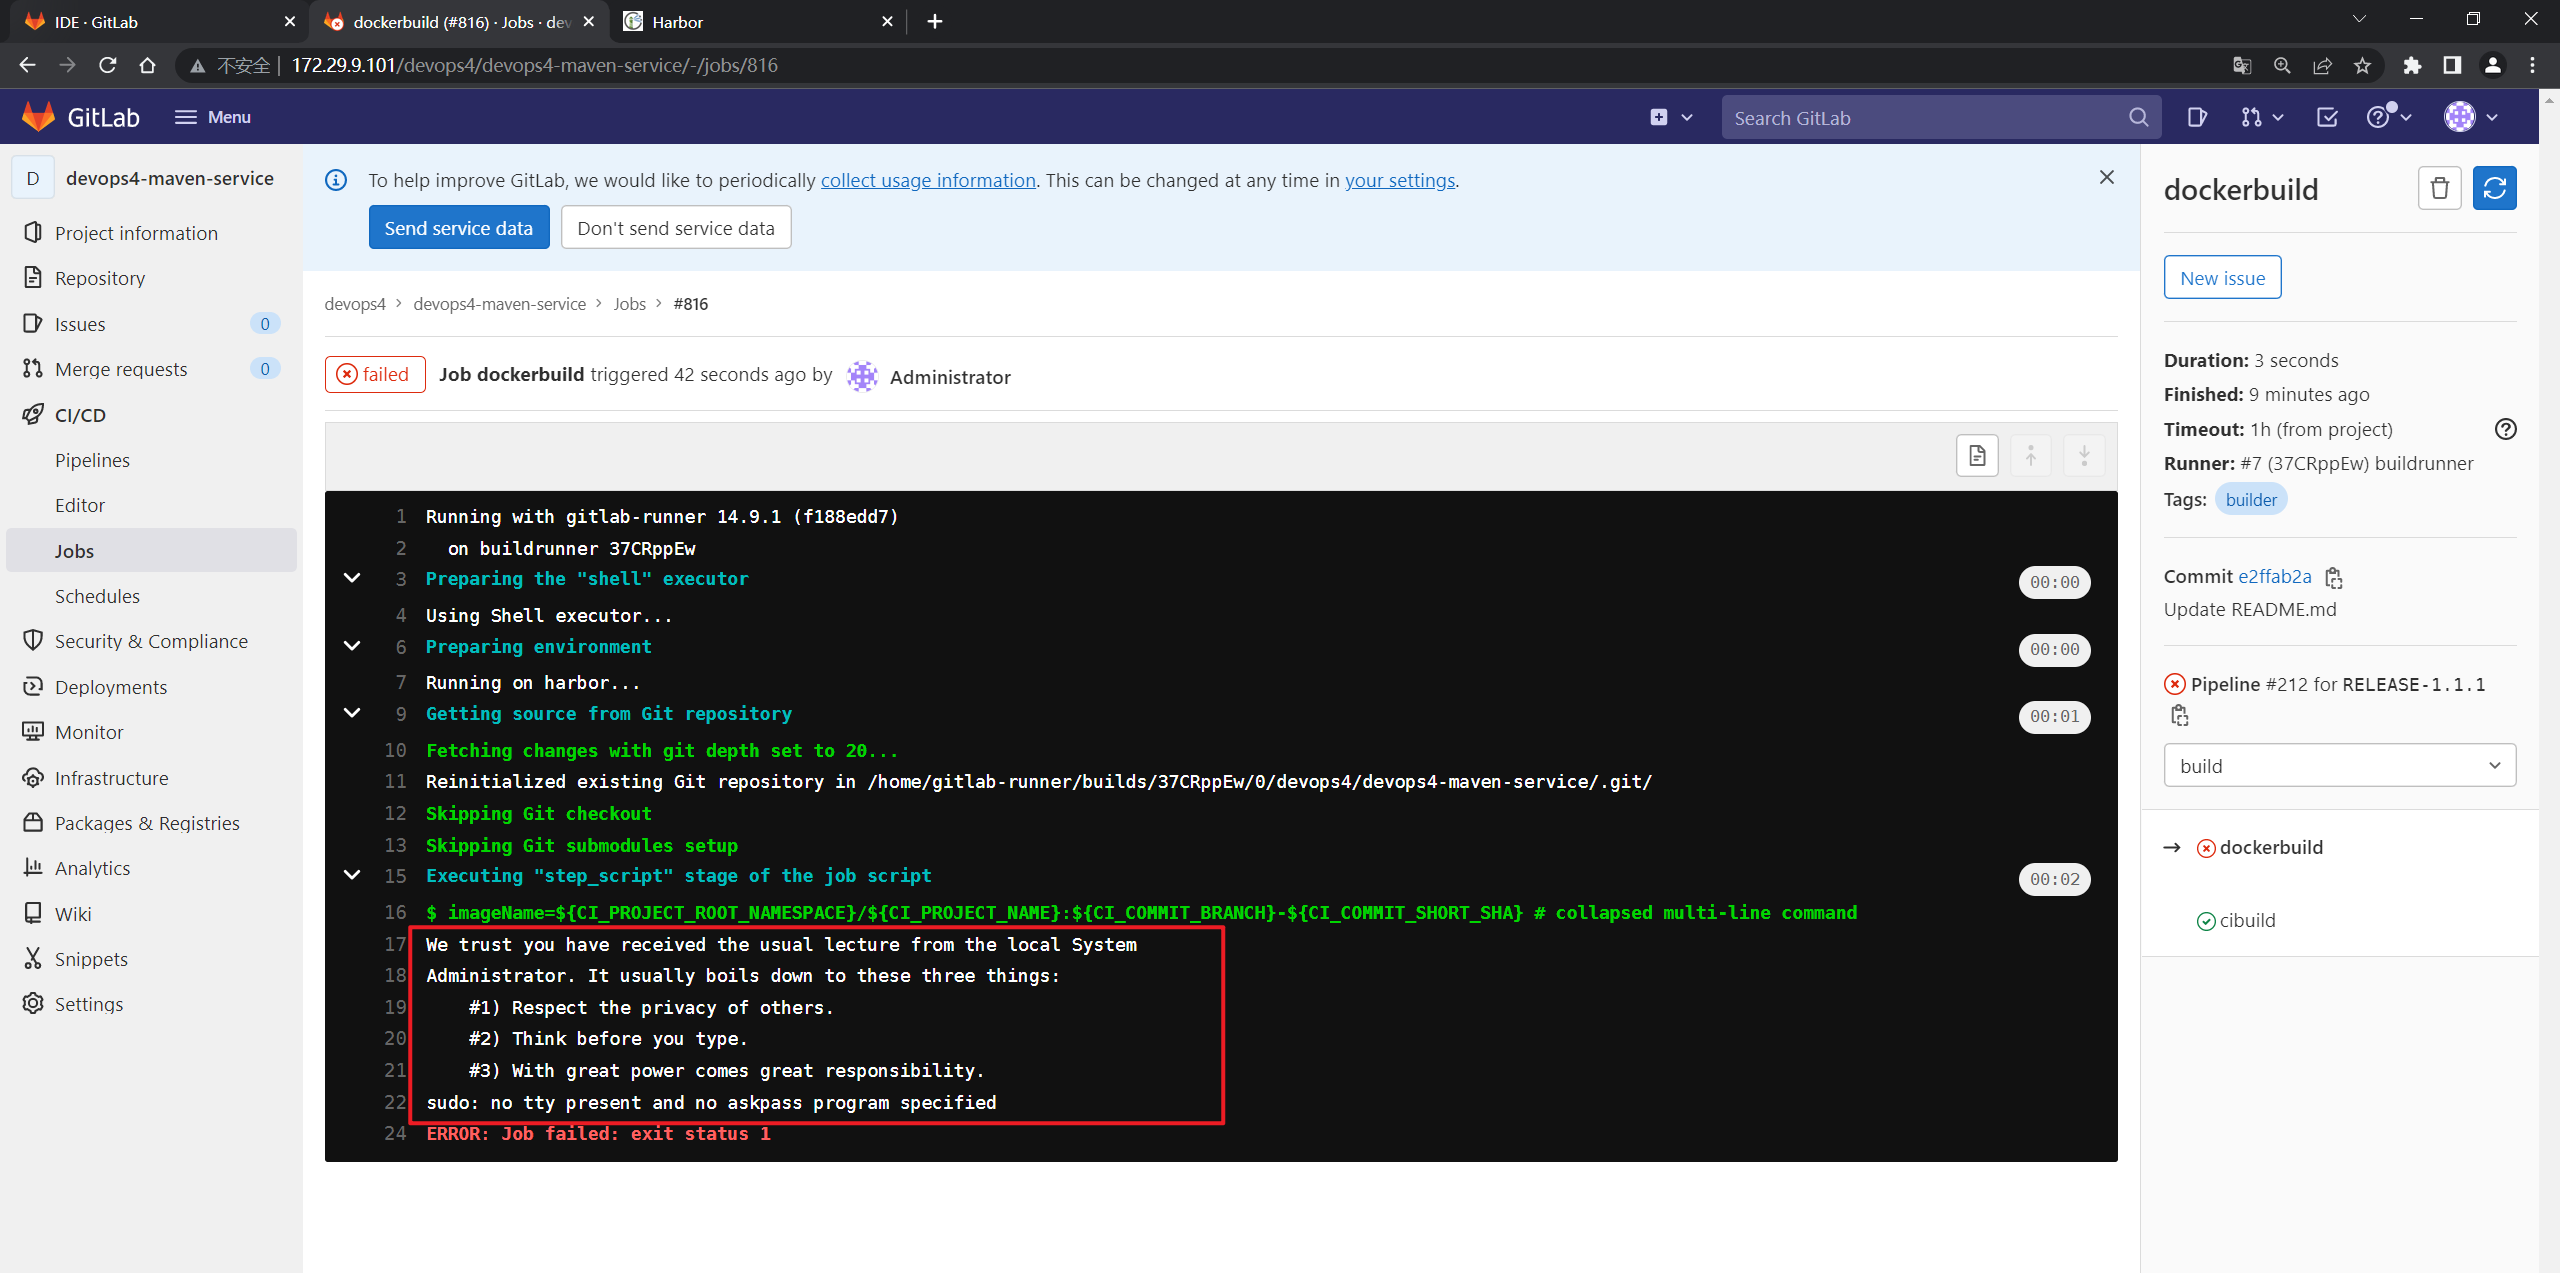 IDE · GitLab
dockerbuild (#816) · Jobs · dev
Harbor
不安全 | 172.29.9.101/devops4/devops4-maven-service/-/jobs/816
GitLab
Menu
Search GitLab
D devops4-maven-service
Project information
Repository
Issues 0
Merge requests 0
CI/CD
Pipelines
Editor
Jobs
Schedules
Security & Compliance
Deployments
Monitor
Infrastructure
Packages & Registries
Analytics
Wiki
Snippets
Settings
To help improve GitLab, we would like to periodically collect usage information. This can be changed at any time in your settings.
Send service data
Don't send service data
devops4 > devops4-maven-service > Jobs > #816
failed Job dockerbuild triggered 42 seconds ago by Administrator
1 Running with gitlab-runner 14.9.1 (f188edd7)
2 on buildrunner 37CRppEw
3 Preparing the "shell" executor 00:00
4 Using Shell executor...
6 Preparing environment 00:00
7 Running on harbor...
9 Getting source from Git repository 00:01
10 Fetching changes with git depth set to 20...
11 Reinitialized existing Git repository in /home/gitlab-runner/builds/37CRppEw/0/devops4/devops4-maven-service/.git/
12 Skipping Git checkout
13 Skipping Git submodules setup
15 Executing "step_script" stage of the job script 00:02
16 $ imageName=${CI_PROJECT_ROOT_NAMESPACE}/${CI_PROJECT_NAME}:${CI_COMMIT_BRANCH}-${CI_COMMIT_SHORT_SHA} # collapsed multi-line command
17 We trust you have received the usual lecture from the local System
18 Administrator. It usually boils down to these three things:
19 #1) Respect the privacy of others.
20 #2) Think before you type.
21 #3) With great power comes great responsibility.
22 sudo: no tty present and no askpass program specified
24 ERROR: Job failed: exit status 1
dockerbuild
New issue
Duration: 3 seconds
Finished: 9 minutes ago
Timeout: 1h (from project)
Runner: #7 (37CRppEw) buildrunner
Tags: builder
Commit e2ffab2a
Update README.md
Pipeline #212 for RELEASE-1.1.1
build
→ dockerbuild
cibuild